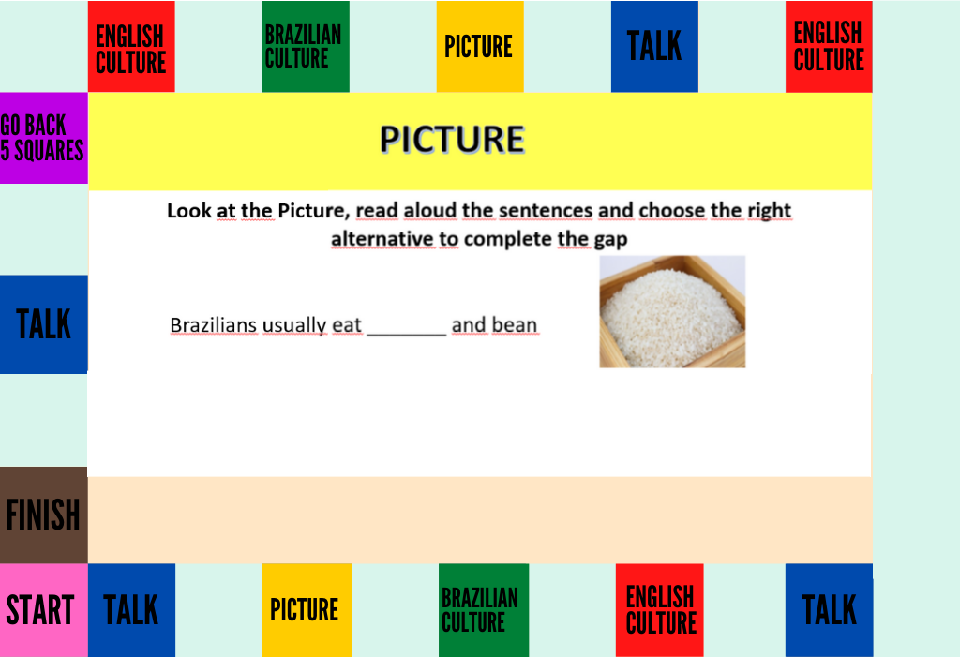 ENGLISH
CULTURE
BRAZILIAN
CULTURE
PICTURE
TALK
ENGLISH
CULTURE
GO BACK
5 SQUARES
PICTURE
Look at the Picture, read aloud the sentences and choose the right
alternative to complete the gap
Brazilians usually eat _______ and bean
TALK
FINISH
START
TALK
PICTURE
BRAZILIAN
CULTURE
ENGLISH
CULTURE
TALK